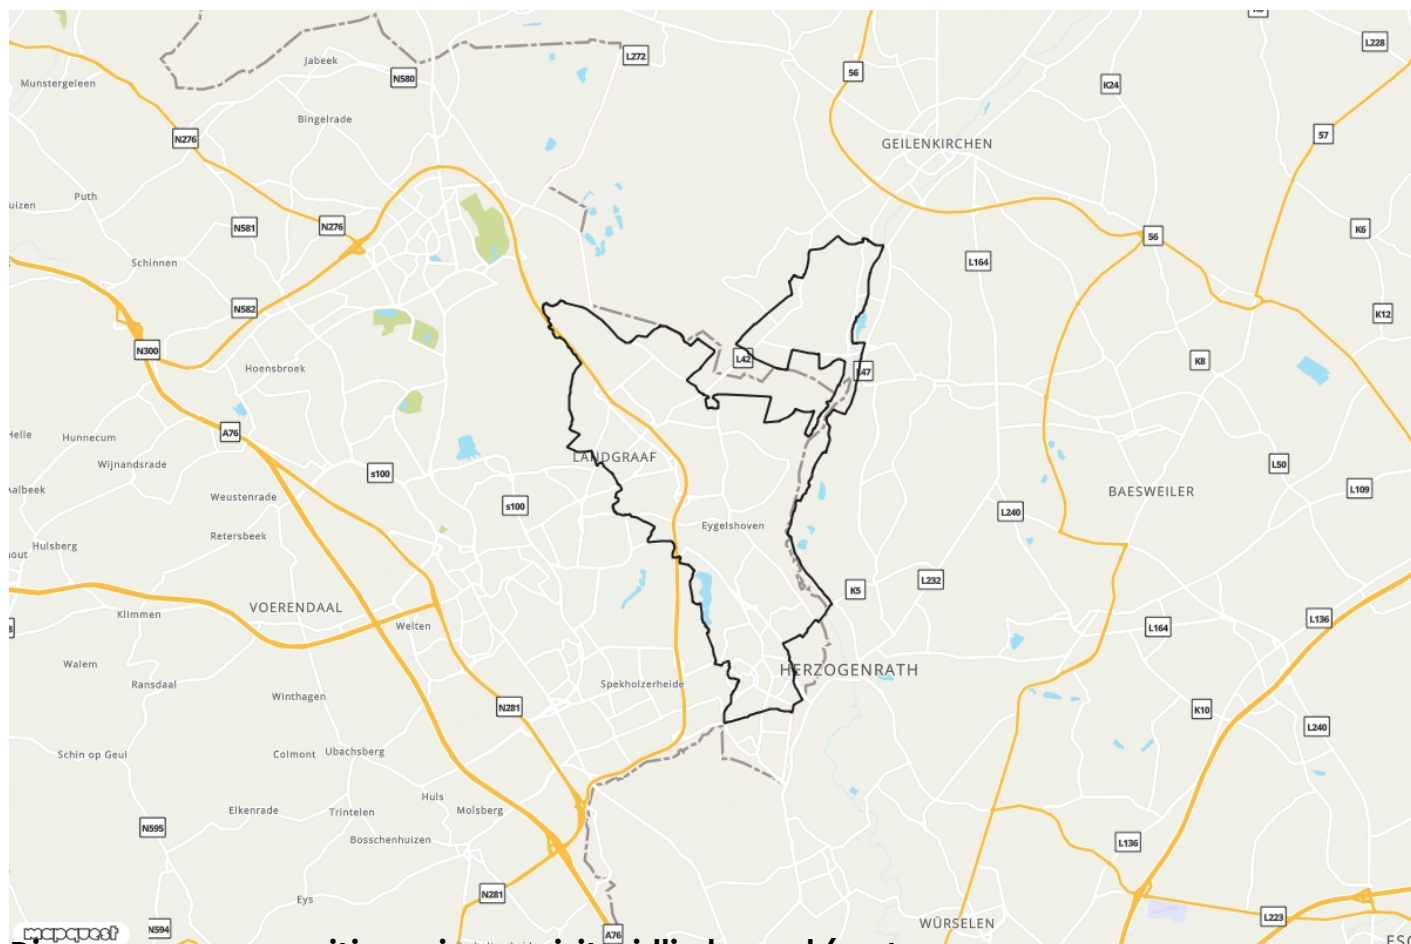 L272
L228
Jabeek
N580
56
K24
Munstergeleen
Bingelrade
N276
57
GEILENKIRCHEN
Puth
uizen
N581
N276
56
K6
Schinnen
L164
N582
K12
N300
L42
L47
K8
Hoensbroek
A76
Helle
Hunnecum
LANDGRAAF
Wijnandsrade
s100
L50
aalbeek
Weustenrade
s100
BAESWEILER
L109
L240
Eygelshoven
Retersbeek
Hulsberg
hout
L232
K5
VOERENDAAL
Klimmen
L136
Welten
L164
Walem
HERZOGENRATH
Ransdaal
Spekholzerheide
Winthagen
N281
K10
L240
Schin op Geul
Colmont
Ubachsberg
Huls
Elkenrade
Trintelen
Molsberg
N595
Bosschenhuizen
L136
N281
Eys
L223
WÜRSELEN
N594
A76
mapquest